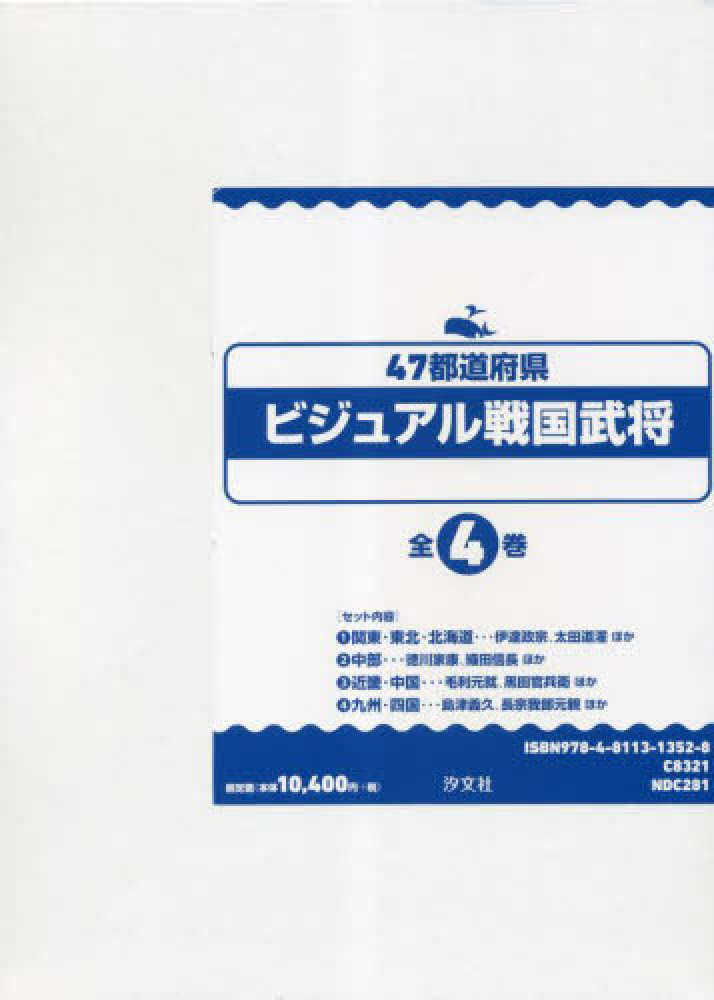 47都道府県
ビジュアル戦国武将
全4巻
[セット内容]
❶関東・東北・北海道・・・伊達政宗、太田道灌 ほか
❷中部・・・徳川家康、織田信長 ほか
❸近畿・中国・・・毛利元就、黒田官兵衛 ほか
❹九州・四国・・・島津義久、長宗我部元親 ほか
ISBN978-4-8113-1352-8
C8321
NDC281
揃定価(本体10,400円+税)
汐文社